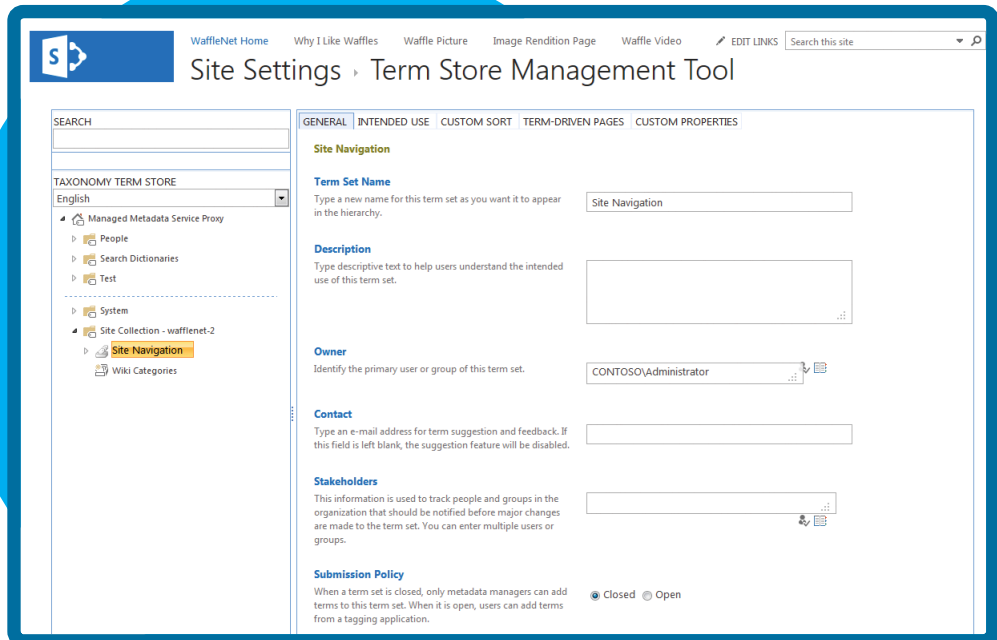 S
WaffleNet Home Why I Like Waffles Waffle Picture Image Rendition Page Waffle Video EDIT LINKS Search this site
Site Settings › Term Store Management Tool
SEARCH
TAXONOMY TERM STORE
English
Managed Metadata Service Proxy
People
Search Dictionaries
Test
System
Site Collection - wafflenet-2
Site Navigation
Wiki Categories
GENERAL INTENDED USE CUSTOM SORT TERM-DRIVEN PAGES CUSTOM PROPERTIES
Site Navigation
Term Set Name
Type a new name for this term set as you want it to appear
in the hierarchy.
Site Navigation
Description
Type descriptive text to help users understand the intended
use of this term set.
Owner
Identify the primary user or group of this term set.
CONTOSO\Administrator
Contact
Type an e-mail address for term suggestion and feedback. If
this field is left blank, the suggestion feature will be disabled.
Stakeholders
This information is used to track people and groups in the
organization that should be notified before major changes
are made to the term set. You can enter multiple users or
groups.
Submission Policy
When a term set is closed, only metadata managers can add
terms to this term set. When it is open, users can add terms
from a tagging application.
Closed Open